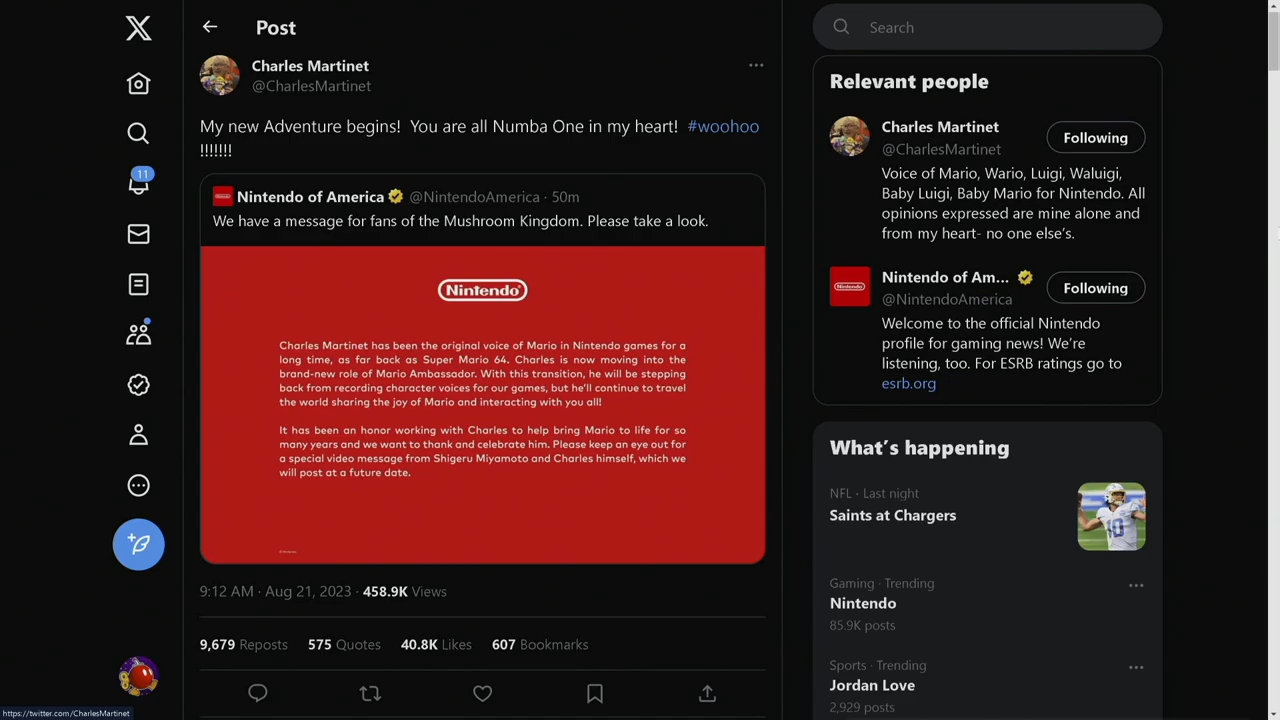 Post
Charles Martinet
@CharlesMartinet
My new Adventure begins! You are all Numba One in my heart! #woohoo
!!!!!!!
Nintendo of America @NintendoAmerica · 50m
We have a message for fans of the Mushroom Kingdom. Please take a look.
Nintendo
Charles Martinet has been the original voice of Mario in Nintendo games for a
long time, as far back as Super Mario 64. Charles is now moving into the
brand-new role of Mario Ambassador. With this transition, he will be stepping
back from recording character voices for our games, but he'll continue to travel
the world sharing the joy of Mario and interacting with you all!
It has been an honor working with Charles to help bring Mario to life for so
many years and we want to thank and celebrate him. Please keep an eye out for
a special video message from Shigeru Miyamoto and Charles himself, which we
will post at a future date.
© Nintendo
9:12 AM · Aug 21, 2023 · 458.9K Views
9,679 Reposts 575 Quotes 40.8K Likes 607 Bookmarks
11
Search
Relevant people
Charles Martinet
@CharlesMartinet
Following
Voice of Mario, Wario, Luigi, Waluigi,
Baby Luigi, Baby Mario for Nintendo. All
opinions expressed are mine alone and
from my heart- no one else's.
Nintendo of Am...
@NintendoAmerica
Following
Welcome to the official Nintendo
profile for gaming news! We're
listening, too. For ESRB ratings go to
esrb.org
What's happening
NFL · Last night
Saints at Chargers
Gaming · Trending
Nintendo
85.9K posts
Sports · Trending
Jordan Love
2,929 posts
https://twitter.com/CharlesMartinet